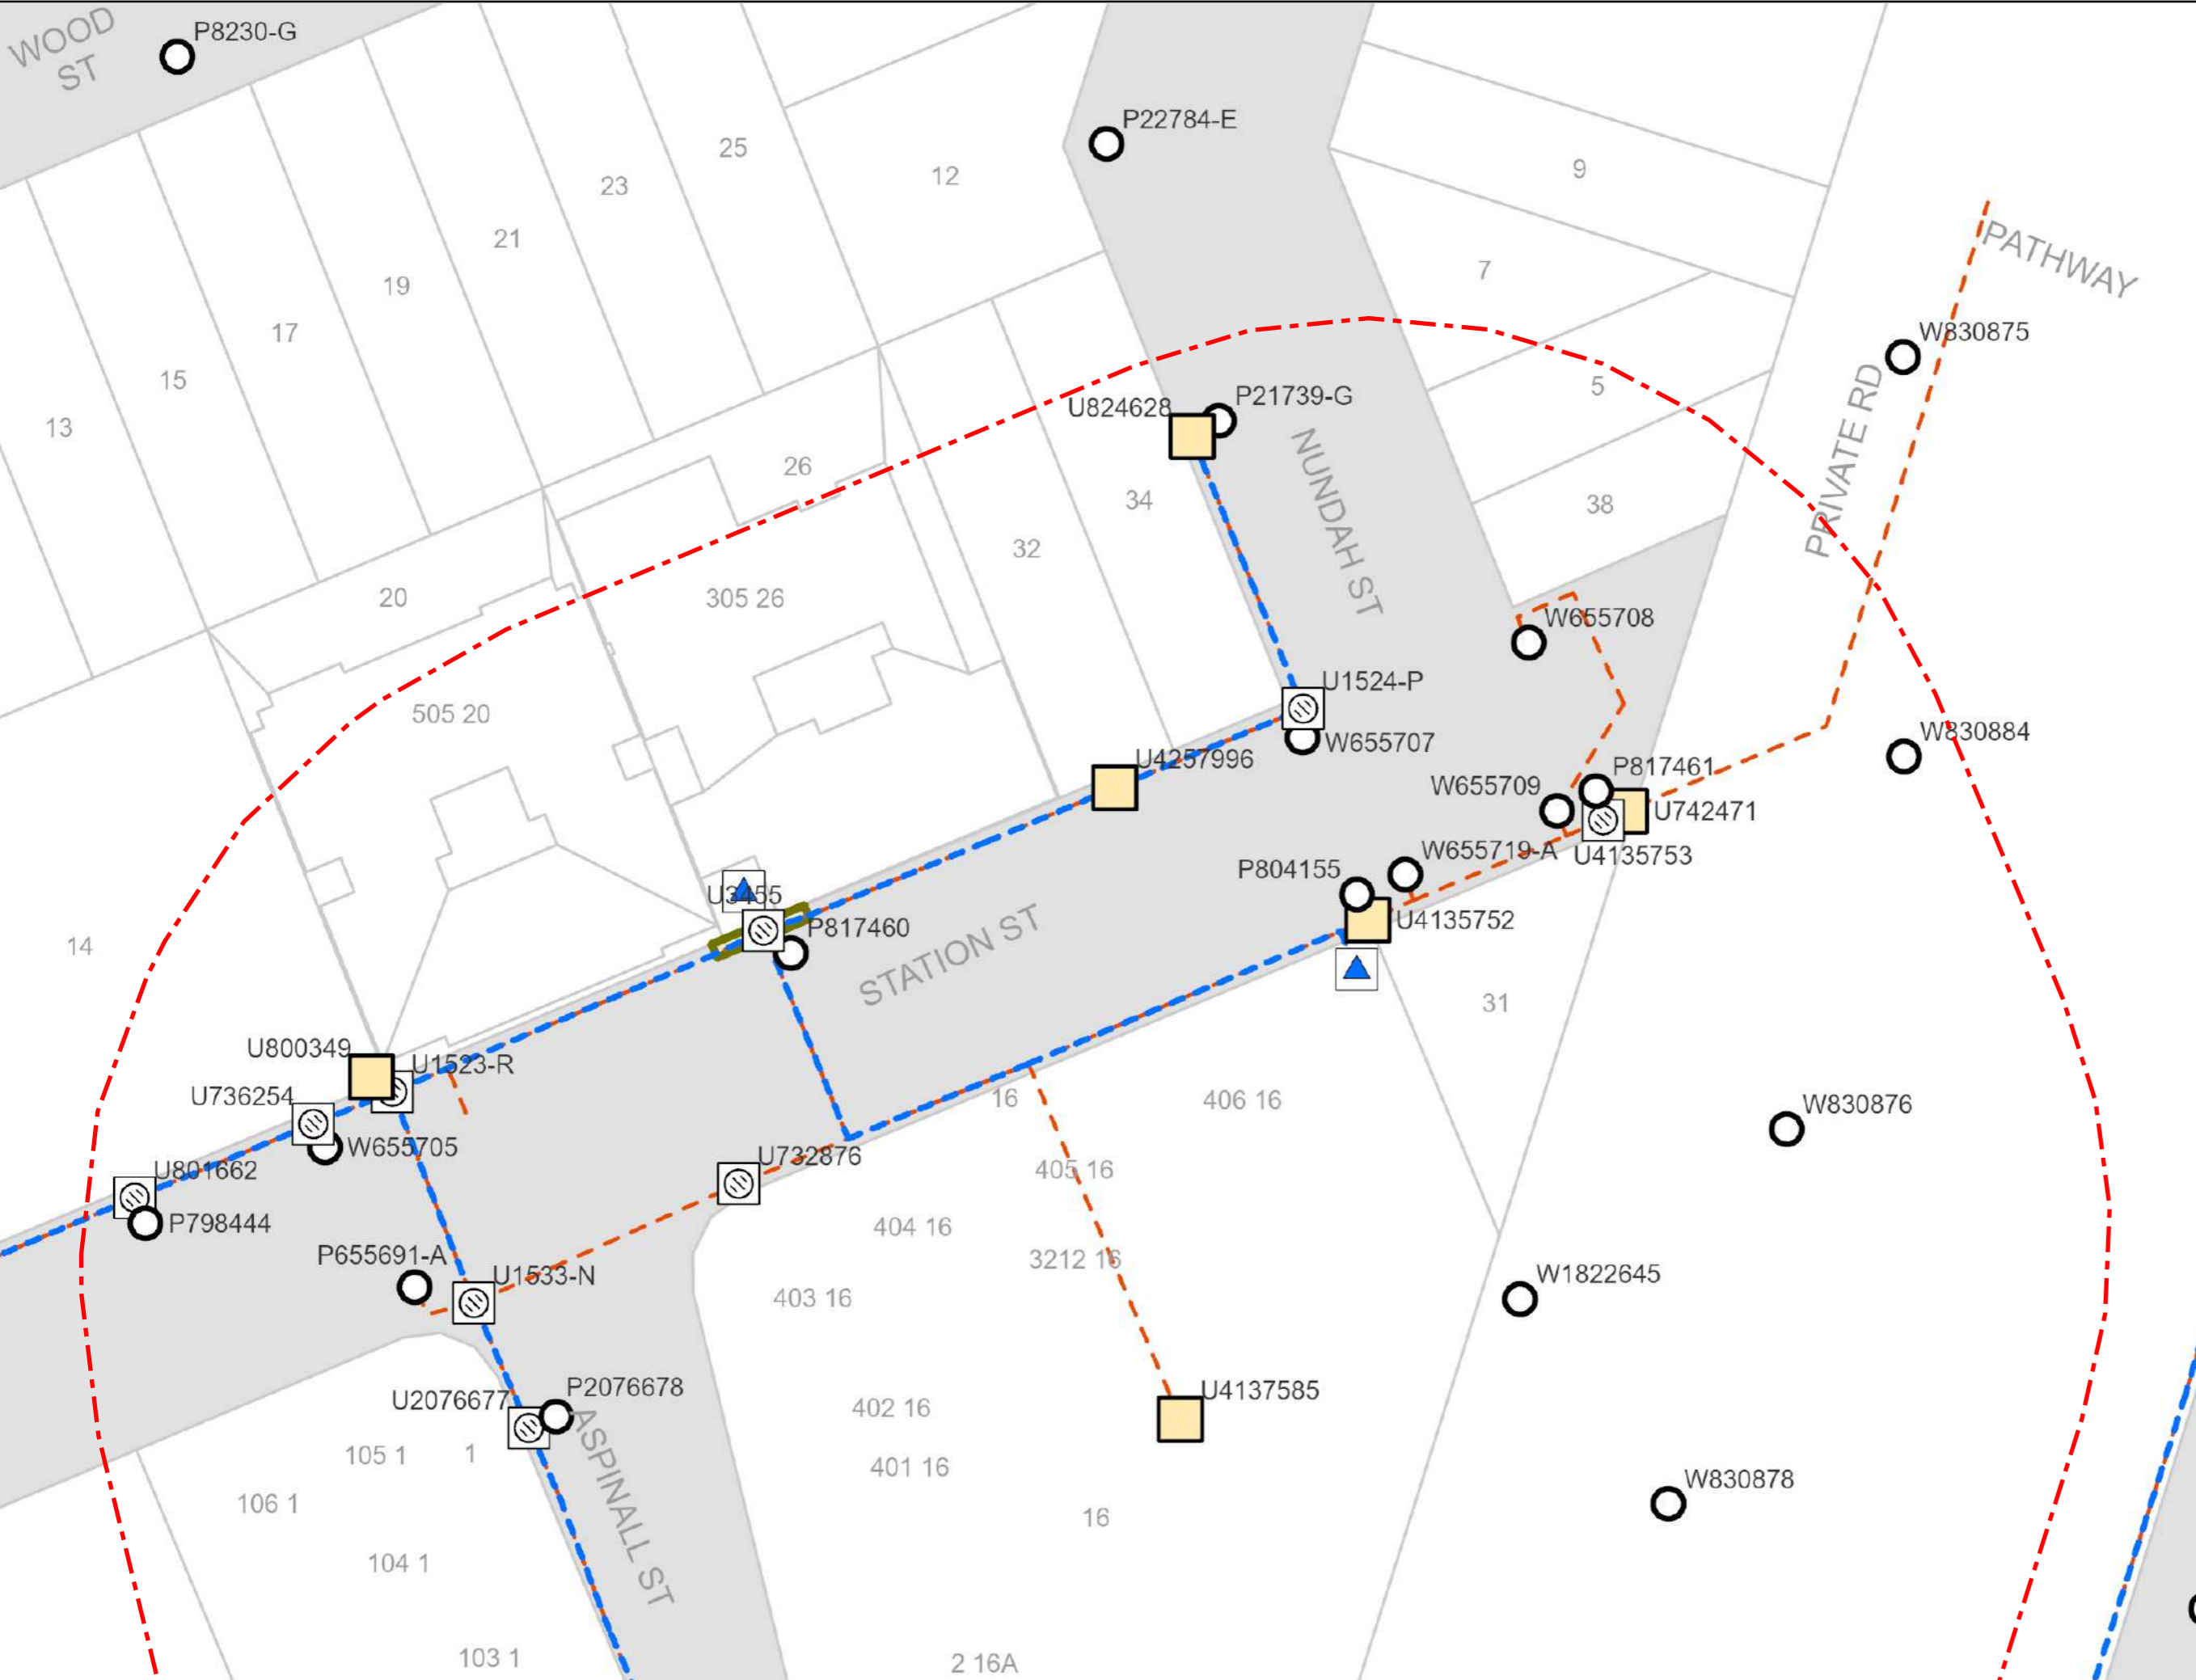 WOOD
ST
P8230-G
P22784-E
25
12
9
23
21
7
PATHWAY
19
17
W830875
15
5
PRIVATE RD
P21739-G
U824628
13
26
NUNDAH ST
34
38
32
20
305 26
W655708
505 20
U1524-P
W655707
W830884
U4257996
P817461
W655709
U742471
W655719-A
U4135753
P804155
U3455
P817460
U4135752
STATION ST
14
31
U800349
U1523-R
U736254
16
406 16
W830876
W655705
U732876
U801662
405 16
P798444
404 16
P655691-A
3212 16
U1533-N
W1822645
403 16
P2076678
U4137585
U2076677
402 16
ASPINALL ST
105 1
1
401 16
W830878
106 1
16
104 1
103 1
2 16A